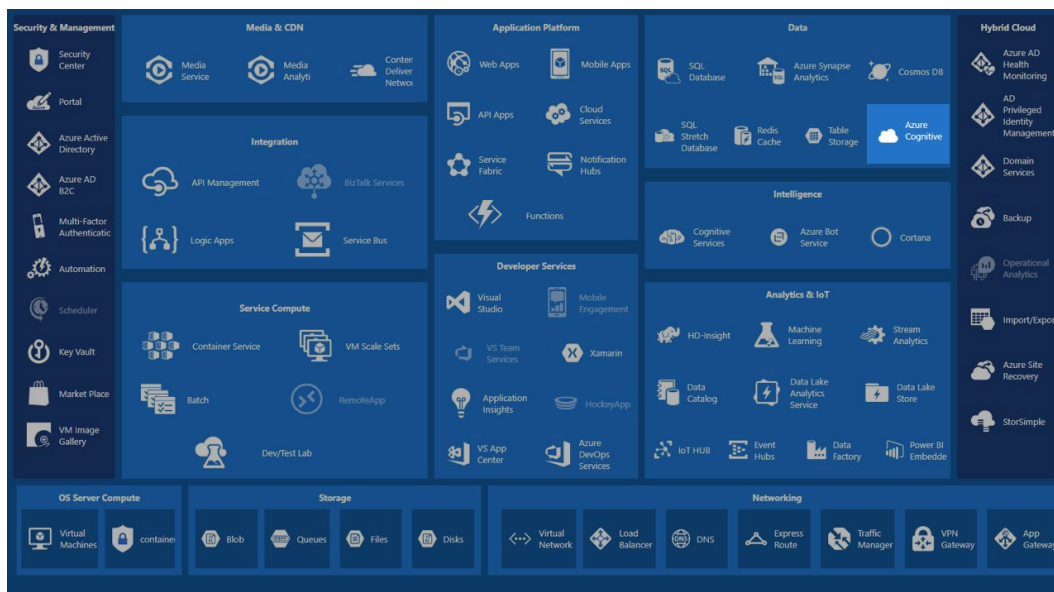 Security & Management
Security
Center
Portal
Azure Active
Directory
Azure AD
B2C
Multi-Factor
Authenticatic
Automation
Scheduler
Key Vault
Market Place
VM Image
Gallery
Media & CDN
Media
Service
Media
Analyti
Conter
Deliver
Networ
Integration
API Management
BizTalk Services
Logic Apps
Service Bus
Service Compute
Container Service
VM Scale Sets
Batch
RemoteApp
Dev/Test Lab
Application Platform
Web Apps
Mobile Apps
API Apps
Cloud
Services
Service
Fabric
Notification
Hubs
Functions
Developer Services
Visual
Studio
Mobile
Engagement
VS Team
Services
Xamarin
Application
Insights
HockeyApp
VS App
Center
Azure
DevOps
Services
Data
SQL
SQL
Database
SQL
Azure Synapse
Analytics
Cosmos DB
SQL
Stretch
Database
Redis
Cache
Table
Storage
Azure
Cognitive
Intelligence
Cognitive
Services
Azure Bot
Service
Cortana
Analytics & IoT
HD-Insight
Machine
Learning
Stream
Analytics
Data
Catalog
Data Lake
Analytics
Service
Data Lake
Store
IoT HUB
Event
Hubs
Data
Factory
Power BI
Embedde
Hybrid Cloud
Azure AD
Health
Monitoring
AD
Privileged
Identity
Management
Domain
Services
Backup
Operational
Analytics
Import/Expor
Azure Site
Recovery
StorSimple
OS Server Compute
Virtual
Machines
container
Storage
Blob
Queues
Files
Disks
Networking
Virtual
Network
Load
Balancer
DNS
DNS
Express
Route
Traffic
Manager
VPN
Gateway
App
Gateway